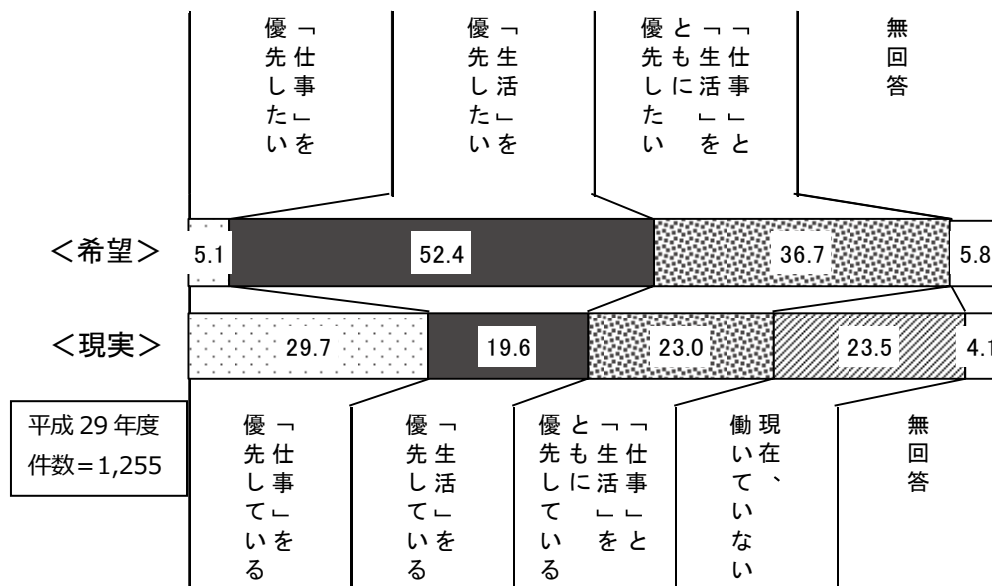 「仕事」を
優先したい
「生活」を
優先したい
「仕事」と
「生活」を
ともに
優先したい
無回答
＜希望＞
5.1
52.4
36.7
5.8
＜現実＞
29.7
19.6
23.0
23.5
4.1
平成29年度
件数=1,255
「仕事」を
優先している
「生活」を
優先している
「仕事」と
「生活」を
ともに
優先している
現在、
働いていない
無回答